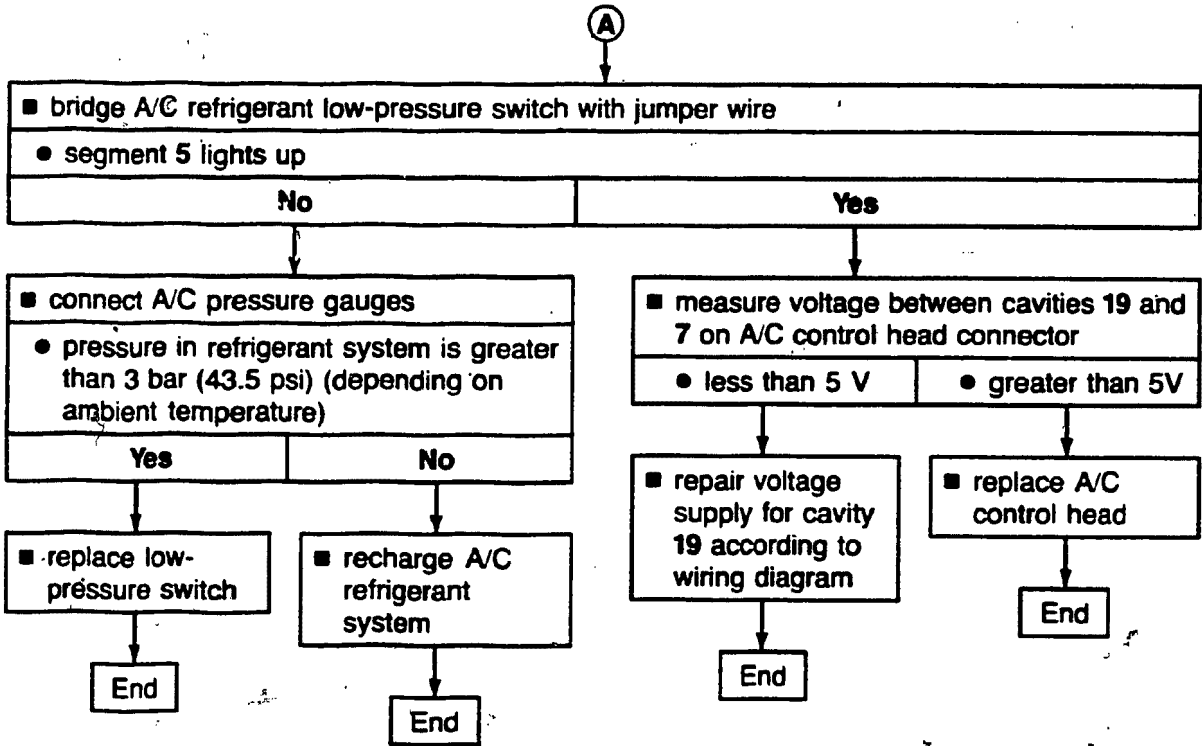 A
■ bridge A/C refrigerant low-pressure switch with jumper wire
● segment 5 lights up
No
Yes
■ connect A/C pressure gauges
● pressure in refrigerant system is greater
than 3 bar (43.5 psi) (depending on
ambient temperature)
Yes
No
■ replace low-
pressure switch
End
■ recharge A/C
refrigerant
system
End
■ measure voltage between cavities 19 and
7 on A/C control head connector
● less than 5 V
● greater than 5V
■ repair voltage
supply for cavity
19 according to
wiring diagram
End
■ replace A/C
control head
End